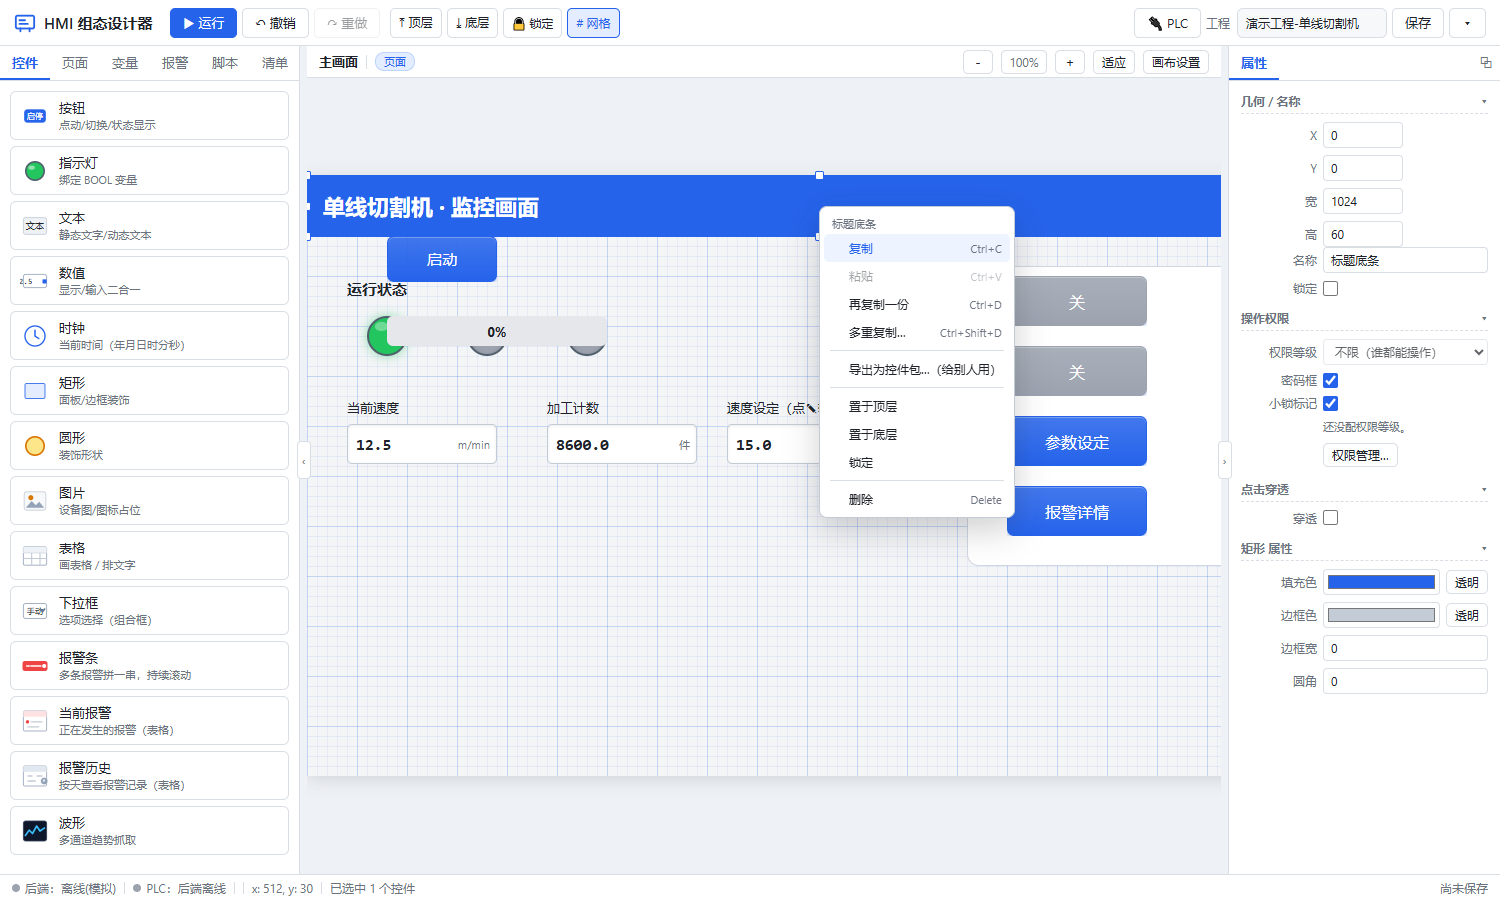 HMI 组态设计器
运行
撤销
重做
顶层
底层
锁定
# 网格
PLC
工程
演示工程-单线切割机
保存
控件
页面
变量
报警
脚本
清单
主画面
页面
-
100%
+
适应
画布设置
属性
启停
按钮
点动/切换/状态显示
指示灯
绑定 BOOL 变量
文本
文本
静态文字/动态文本
2.5
数值
显示/输入二合一
时钟
当前时间（年月日时分秒）
矩形
面板/边框装饰
圆形
装饰形状
图片
设备图/图标占位
表格
画表格 / 排文字
手动
下拉框
选项选择（组合框）
报警条
多条报警拼一串，持续滚动
当前报警
正在发生的报警（表格）
报警历史
按天查看报警记录（表格）
波形
多通道趋势抓取
单线切割机 · 监控画面
启动
运行状态
0%
当前速度
12.5 m/min
加工计数
8600.0 件
速度设定（点
15.0
标题底条
复制 Ctrl+C
粘贴 Ctrl+V
再复制一份 Ctrl+D
多重复制... Ctrl+Shift+D
导出为控件包...（给别人用）
置于顶层
置于底层
锁定
删除 Delete
关
关
参数设定
报警详情
几何 / 名称
X 0
Y 0
宽 1024
高 60
名称 标题底条
锁定
操作权限
权限等级 不限（谁都能操作）
密码框
小锁标记
还没配权限等级。
权限管理...
点击穿透
穿透
矩形 属性
填充色 透明
边框色 透明
边框宽 0
圆角 0
后端：离线(模拟)
PLC：后端离线
x: 512, y: 30
已选中 1 个控件
尚未保存